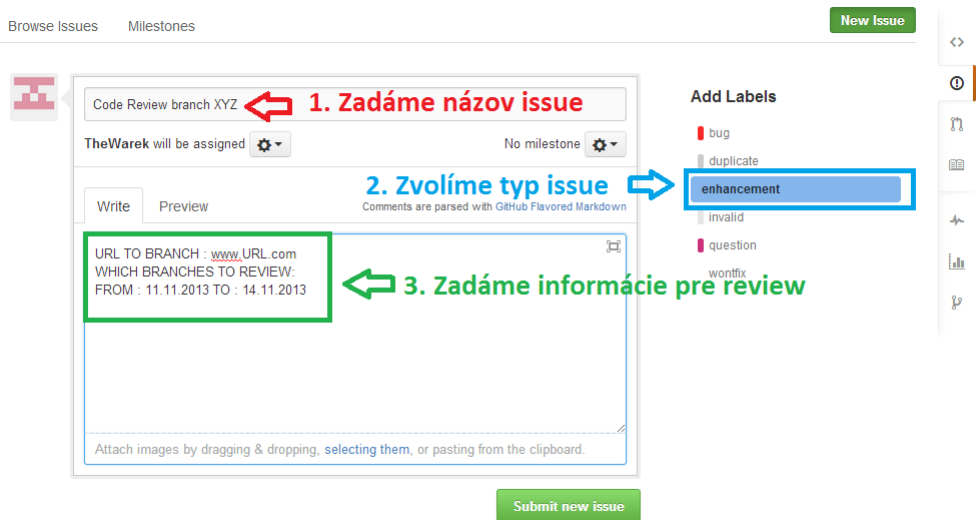 Browse Issues Milestones New Issue
Code Review branch XYZ 1. Zadáme názov issue
Add Labels
TheWarek will be assigned No milestone
bug
duplicate
2. Zvolíme typ issue enhancement
Write Preview Comments are parsed with GitHub Flavored Markdown
invalid
URL TO BRANCH : www.URL.com
question
WHICH BRANCHES TO REVIEW:
wontfix
FROM : 11.11.2013 TO : 14.11.2013 3. Zadáme informácie pre review
Attach images by dragging & dropping, selecting them, or pasting from the clipboard.
Submit new issue